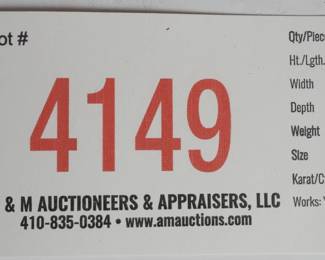 ot #
4149
& M AUCTIONEERS & APPRAISERS, LLC
410-835-0384 • www.amauctions.com
Qty/Piec
Ht./Lgth.
Width
Depth
Weight
Size
Karat/C
Works: